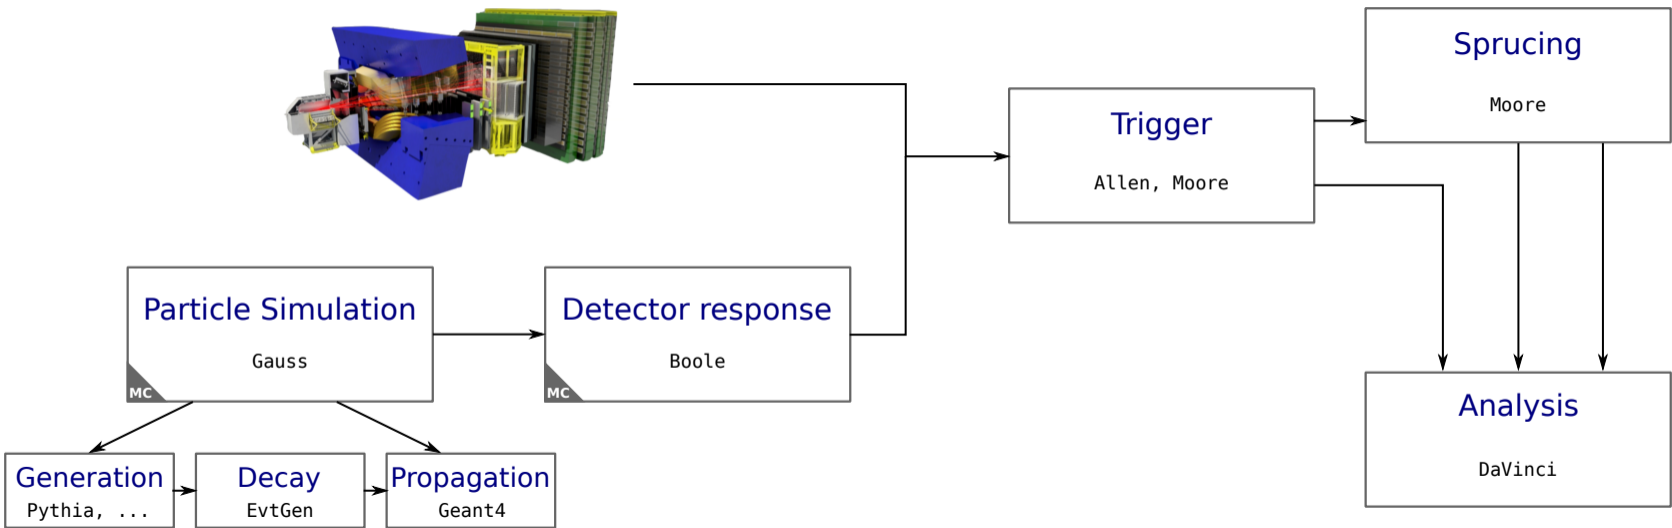 Sprucing
Moore
Trigger
Allen, Moore
Particle Simulation
Gauss
MC
Detector response
Boole
MC
Analysis
DaVinci
Generation
Pythia, ...
Decay
EvtGen
Propagation
Geant4